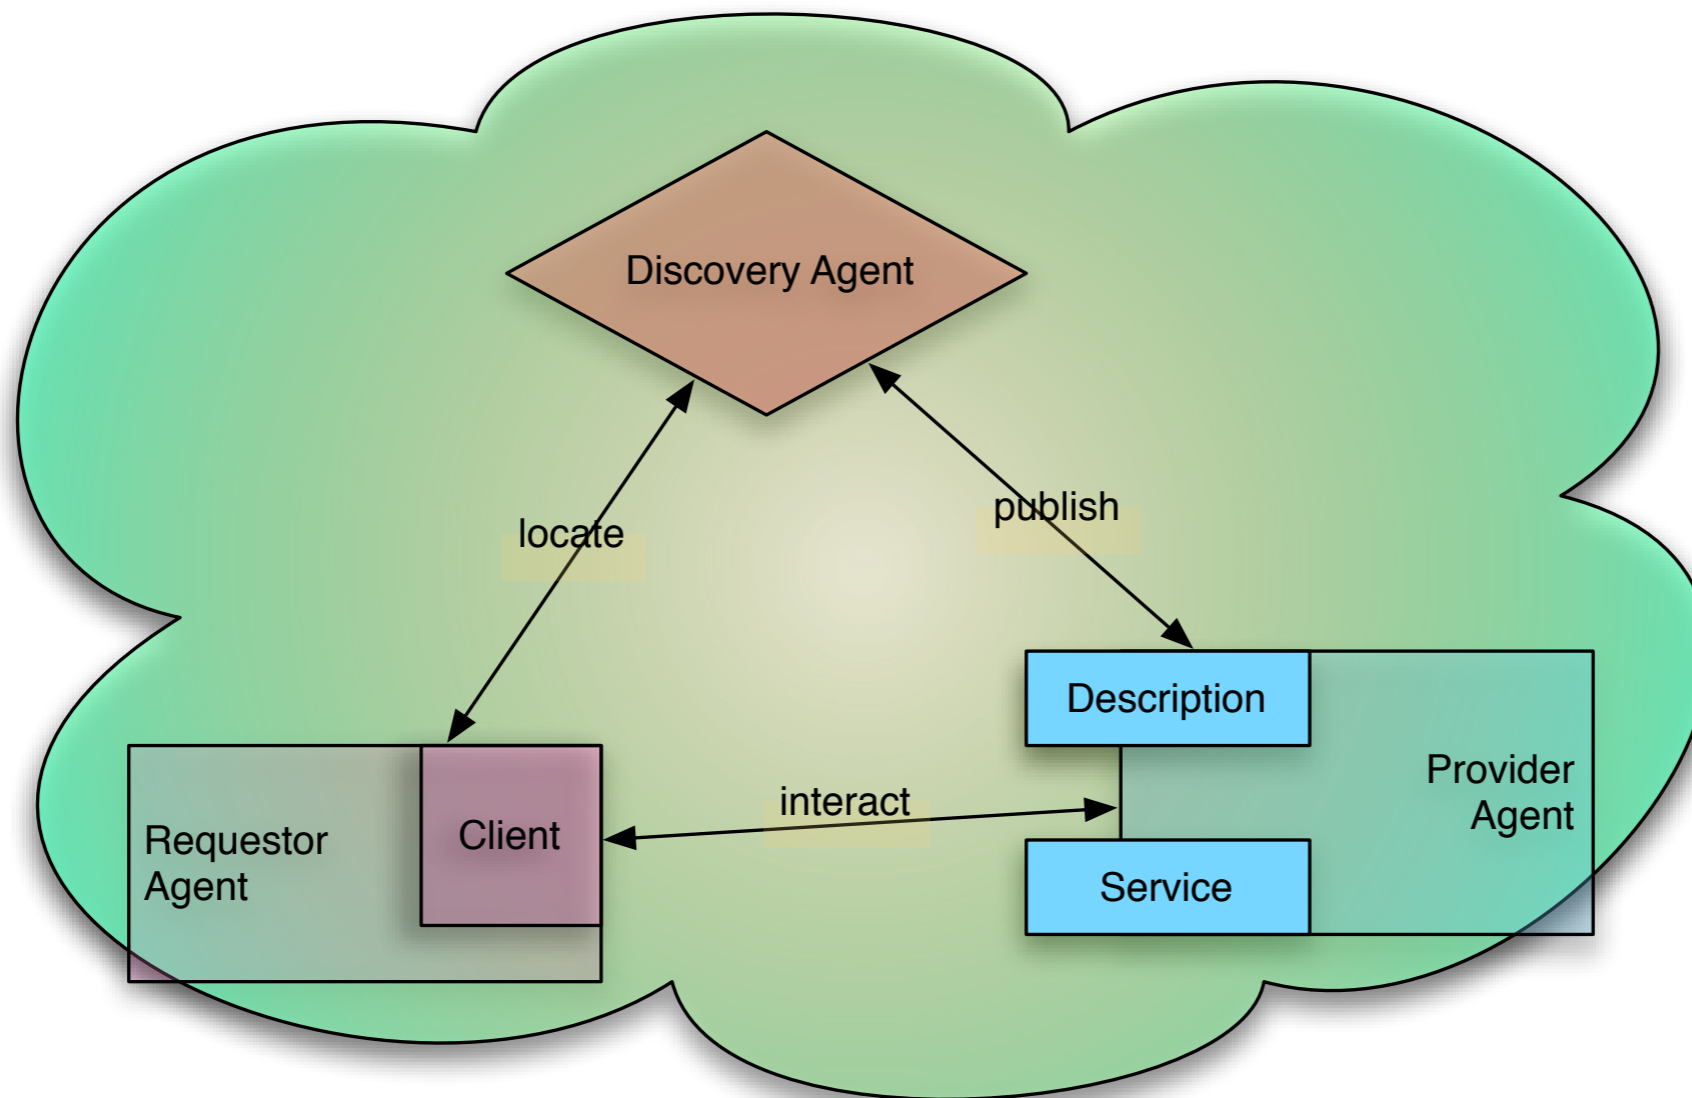 Discovery Agent
publish
locate
Description
Provider
Agent
interact
Client
Requestor
Agent
Service